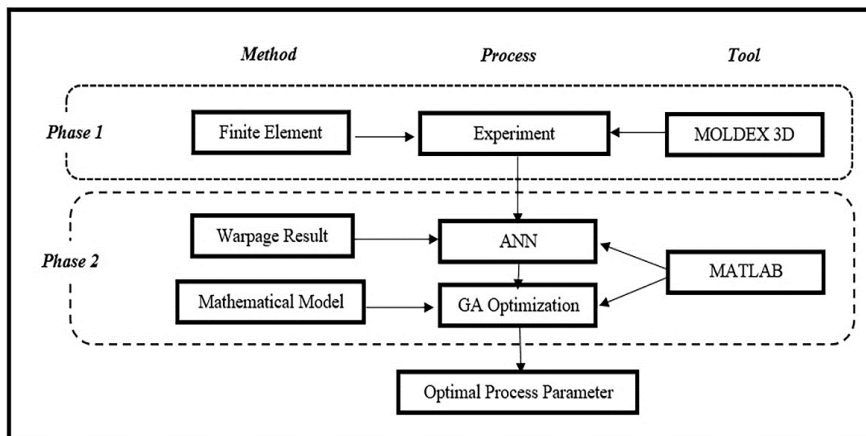 Method Process Tool
Phase 1
Finite Element
Experiment
MOLDEX 3D
Phase 2
Warpage Result
ANN
MATLAB
Mathematical Model
GA Optimization
Optimal Process Parameter